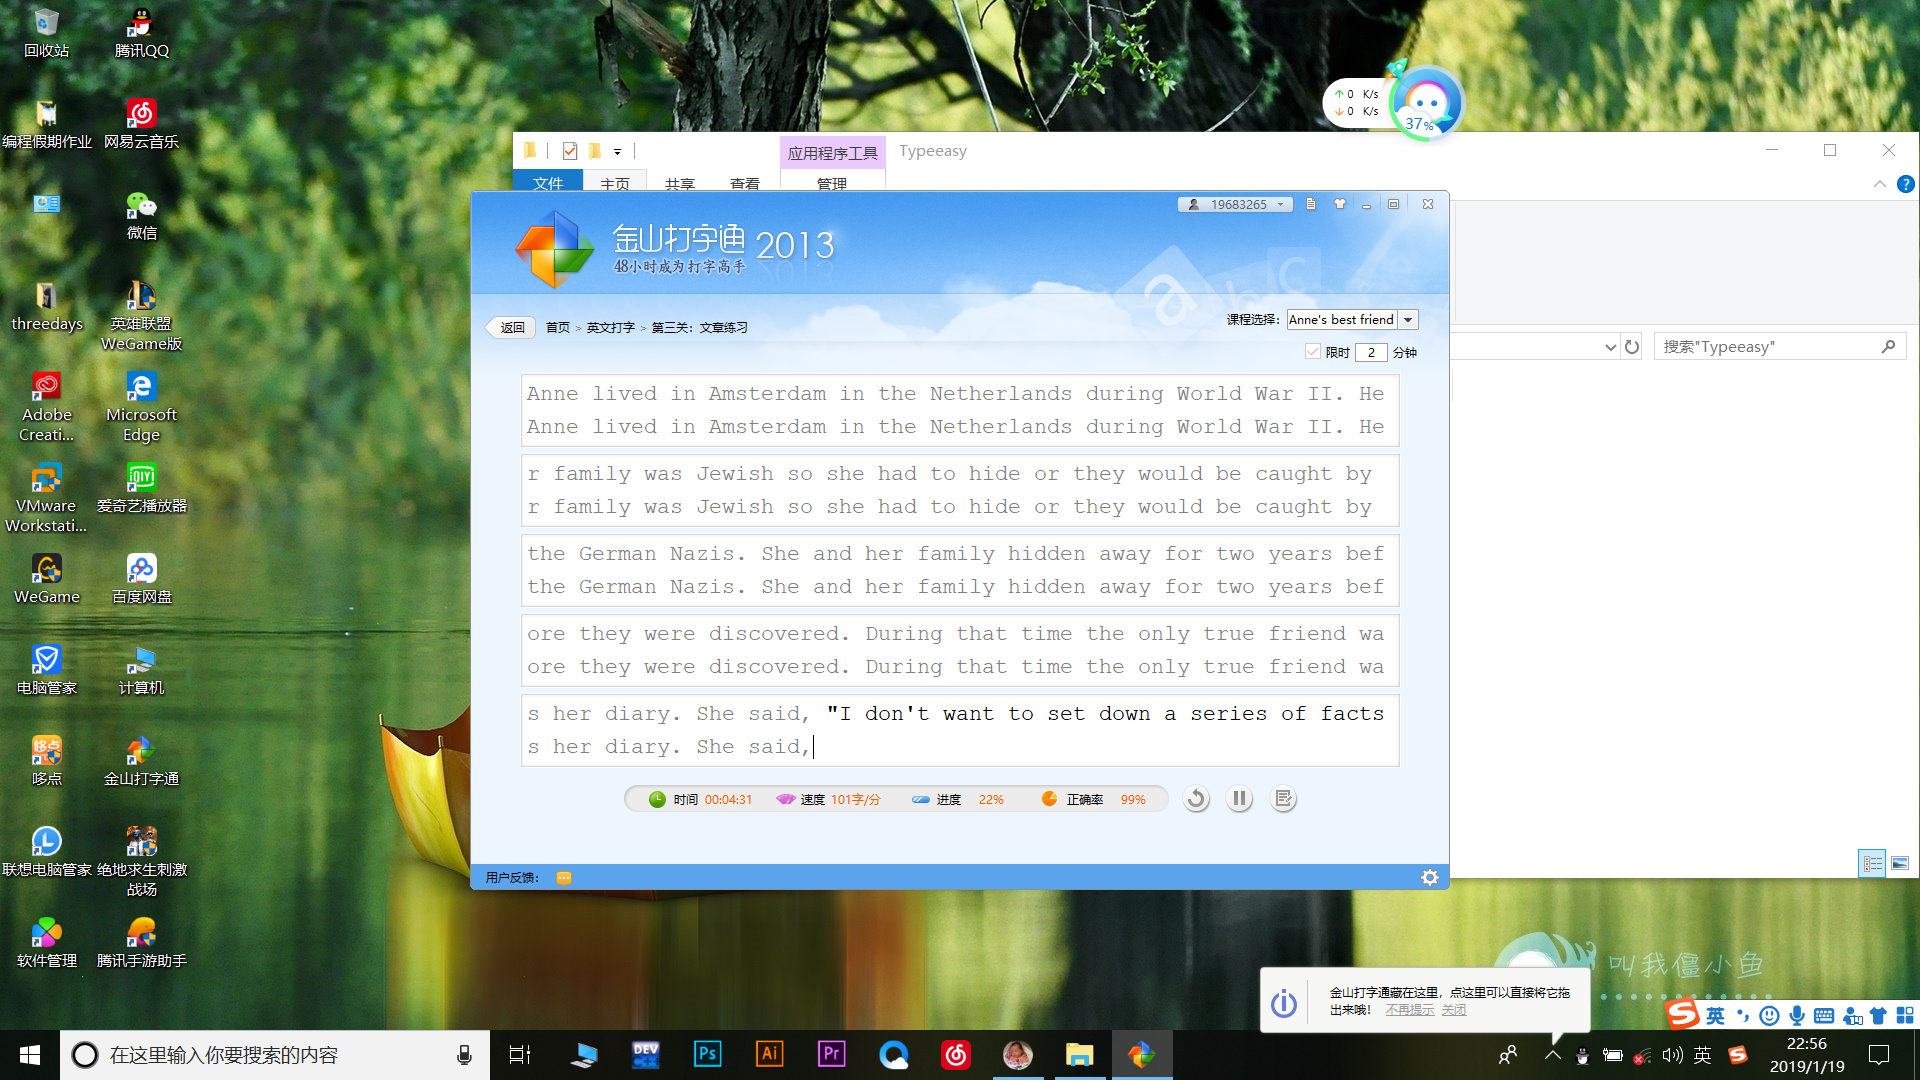 回收站
腾讯QQ
编程假期作业
网易云音乐
微信
threedays
英雄联盟
WeGame版
Adobe
Creati...
Microsoft
Edge
VMware
Workstati...
爱奇艺播放器
WeGame
百度网盘
电脑管家
计算机
哆点
金山打字通
联想电脑管家
绝地求生刺激
战场
软件管理
腾讯手游助手
0 K/s
0 K/s
37%
应用程序工具
Typeeasy
文件
主页
共享
查看
管理
搜索"Typeeasy"
19683265
金山打字通 2013
48小时成为打字高手
abc
返回
首页 > 英文打字 > 第三关: 文章练习
课程选择: Anne's best friend
限时 2 分钟
Anne lived in Amsterdam in the Netherlands during World War II. He
Anne lived in Amsterdam in the Netherlands during World War II. He
r family was Jewish so she had to hide or they would be caught by
r family was Jewish so she had to hide or they would be caught by
the German Nazis. She and her family hidden away for two years bef
the German Nazis. She and her family hidden away for two years bef
ore they were discovered. During that time the only true friend wa
ore they were discovered. During that time the only true friend wa
s her diary. She said, "I don't want to set down a series of facts
s her diary. She said,
时间 00:04:31 速度 101字/分 进度 22% 正确率 99%
用户反馈:
叫我僵小鱼
金山打字通藏在这里，点这里可以直接将它拖
出来哦! 不再提示 关闭
英
在这里输入你要搜索的内容
DEV
C++
Ps
Ai
Pr
英
22:56
2019/1/19